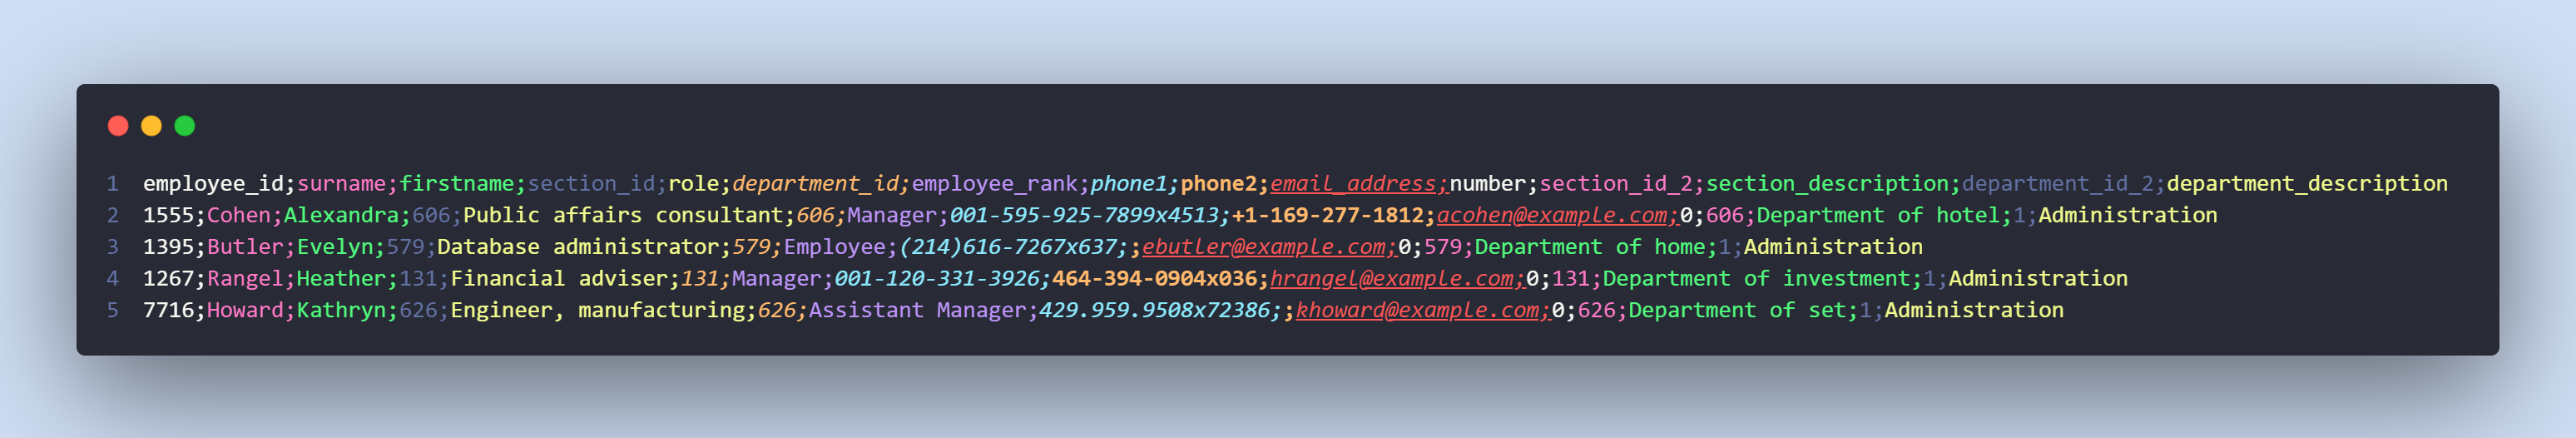 1 employee_id;surname;firstname;section_id;role;department_id;employee_rank;phone1;phone2;email_address;number;section_id_2;section_description;department_id_2;department_description
2 1555;Cohen;Alexandra;606;Public affairs consultant;606;Manager;001-595-925-7899x4513;+1-169-277-1812;acohen@example.com;0;606;Department of hotel;1;Administration
3 1395;Butler;Evelyn;579;Database administrator;579;Employee;(214)616-7267x637;;ebutler@example.com;0;579;Department of home;1;Administration
4 1267;Rangel;Heather;131;Financial adviser;131;Manager;001-120-331-3926;464-394-0904x036;hrangel@example.com;0;131;Department of investment;1;Administration
5 7716;Howard;Kathryn;626;Engineer, manufacturing;626;Assistant Manager;429.959.9508x72386;;khoward@example.com;0;626;Department of set;1;Administration